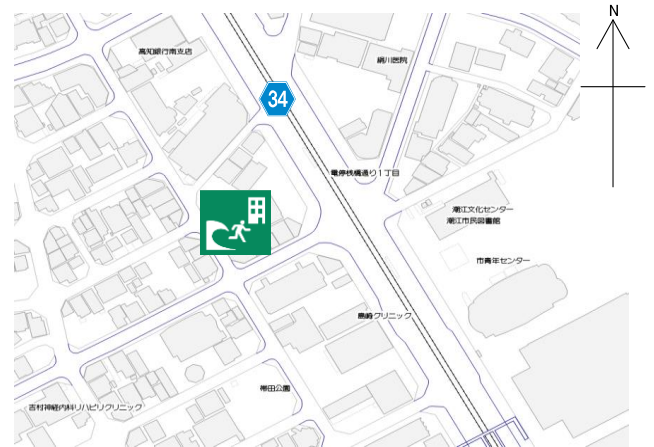 N
高知銀行南支店
絹川医院
34
電停桟橋通り1丁目
潮江文化センター
潮江市民図書館
市青年センター
島崎クリニック
帯田公園
吉村神経内科リハビリクリニック